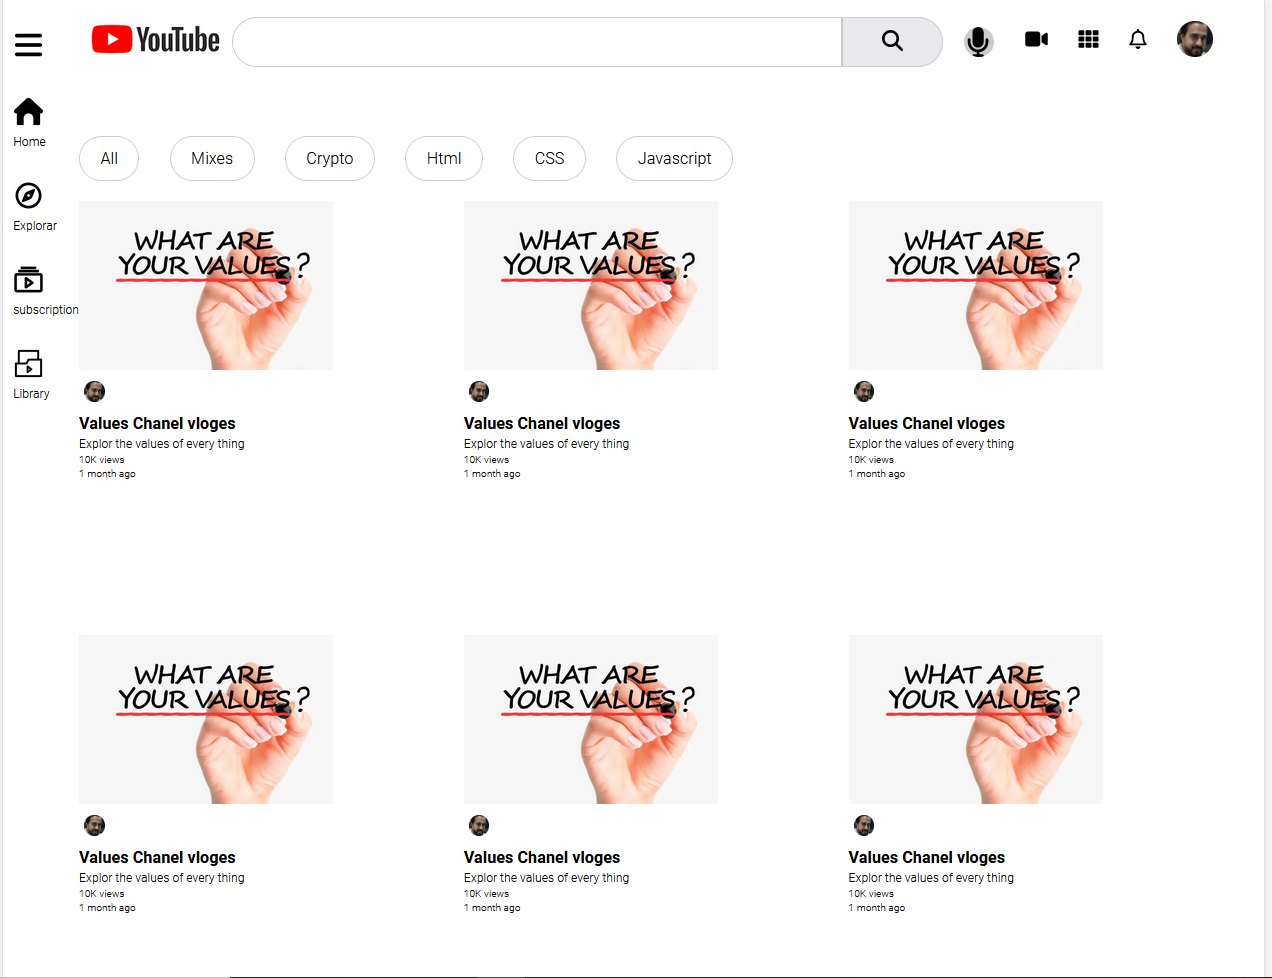 YouTube
Home
Explorar
subscription
Library
All Mixes Crypto Html CSS Javascript
WHAT ARE
YOUR VALUES?
WHAT ARE
YOUR VALUES?
WHAT ARE
YOUR VALUES?
Values Chanel vloges
Explor the values of every thing
10K views
1 month ago
Values Chanel vloges
Explor the values of every thing
10K views
1 month ago
Values Chanel vloges
Explor the values of every thing
10K views
1 month ago
WHAT ARE
YOUR VALUES?
WHAT ARE
YOUR VALUES?
WHAT ARE
YOUR VALUES?
Values Chanel vloges
Explor the values of every thing
10K views
1 month ago
Values Chanel vloges
Explor the values of every thing
10K views
1 month ago
Values Chanel vloges
Explor the values of every thing
10K views
1 month ago